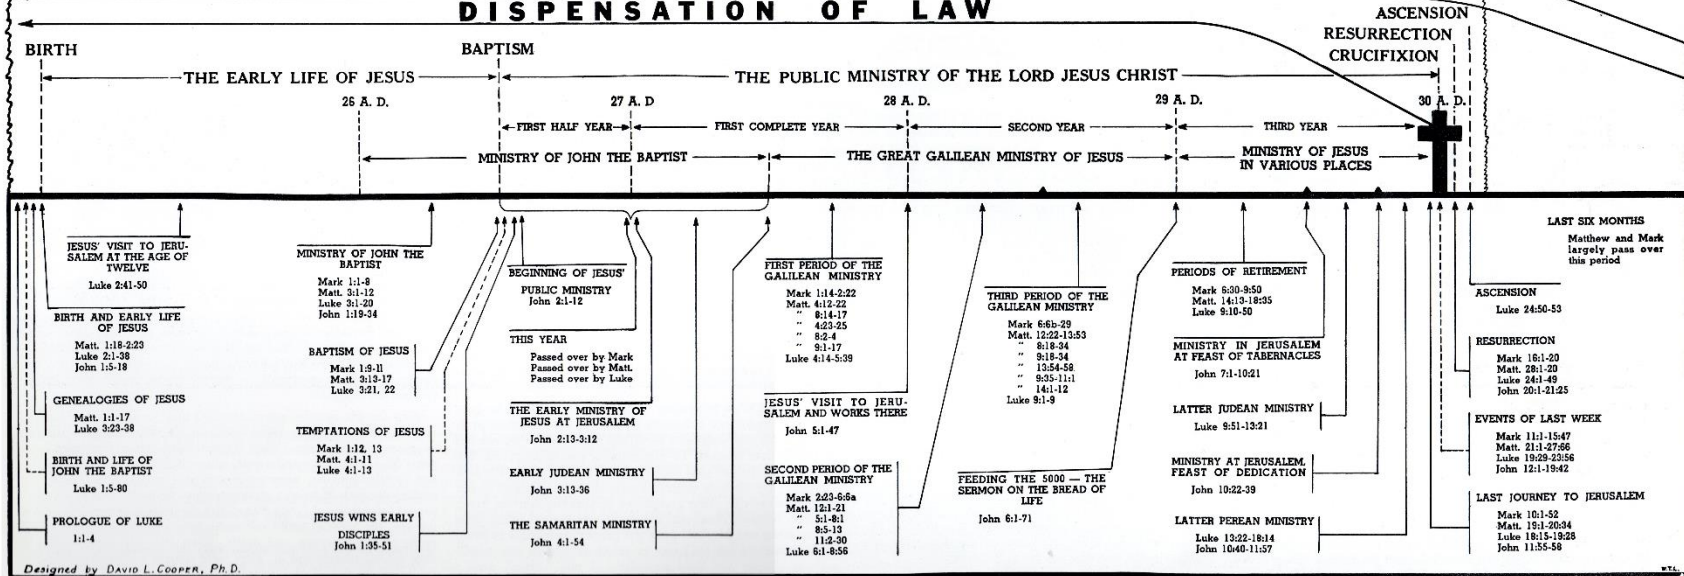 DISPENSATION OF LAW
ASCENSION
RESURRECTION
CRUCIFIXION
BIRTH
BAPTISM
THE EARLY LIFE OF JESUS
THE PUBLIC MINISTRY OF THE LORD JESUS CHRIST
26 A. D.
27 A. D
28 A. D.
29 A. D.
30 A. D.
FIRST HALF YEAR
FIRST COMPLETE YEAR
SECOND YEAR
THIRD YEAR
MINISTRY OF JOHN THE BAPTIST
THE GREAT GALILEAN MINISTRY OF JESUS
MINISTRY OF JESUS
IN VARIOUS PLACES
JESUS' VISIT TO JERU-
SALEM AT THE AGE OF
TWELVE
Luke 2:41-50
BIRTH AND EARLY LIFE
OF JESUS
Matt. 1:18-2:23
Luke 2:1-38
John 1:5-18
GENEALOGIES OF JESUS
Matt. 1:1-17
Luke 3:23-38
BIRTH AND LIFE OF
JOHN THE BAPTIST
Luke 1:5-80
PROLOGUE OF LUKE
1:1-4
MINISTRY OF JOHN THE
BAPTIST
Mark 1:1-8
Matt. 3:1-12
Luke 3:1-20
John 1:19-34
BAPTISM OF JESUS
Mark 1:9-11
Matt. 3:13-17
Luke 3:21, 22
TEMPTATIONS OF JESUS
Mark 1:12, 13
Matt. 4:1-11
Luke 4:1-13
JESUS WINS EARLY
DISCIPLES
John 1:35-51
BEGINNING OF JESUS'
PUBLIC MINISTRY
John 2:1-12
THIS YEAR
Passed over by Mark
Passed over by Matt.
Passed over by Luke
THE EARLY MINISTRY OF
JESUS AT JERUSALEM
John 2:13-3:12
EARLY JUDEAN MINISTRY
John 3:13-36
THE SAMARITAN MINISTRY
John 4:1-54
FIRST PERIOD OF THE
GALILEAN MINISTRY
Mark 1:14-2:22
Matt. 4:12-22
" 8:14-17
" 4:23-25
" 8:2-4
" 9:1-17
Luke 4:14-5:39
JESUS' VISIT TO JERU-
SALEM AND WORKS THERE
John 5:1-47
SECOND PERIOD OF THE
GALILEAN MINISTRY
Mark 2:23-6:6a
Matt. 12:1-21
" 5:1-8:1
" 8:5-13
" 11:2-30
Luke 6:1-8:56
THIRD PERIOD OF THE
GALILEAN MINISTRY
Mark 6:6b-29
Matt. 12:22-13:53
" 8:18-34
" 9:18-34
" 13:54-58
" 9:35-11:1
" 14:1-12
Luke 9:1-9
FEEDING THE 5000 — THE
SERMON ON THE BREAD OF
LIFE
John 6:1-71
PERIODS OF RETIREMENT
Mark 6:30-9:50
Matt. 14:13-18:35
Luke 9:10-50
MINISTRY IN JERUSALEM
AT FEAST OF TABERNACLES
John 7:1-10:21
LATTER JUDEAN MINISTRY
Luke 9:51-13:21
MINISTRY AT JERUSALEM,
FEAST OF DEDICATION
John 10:22-39
LATTER PEREAN MINISTRY
Luke 13:22-18:14
John 10:40-11:57
LAST SIX MONTHS
Matthew and Mark
largely pass over
this period
ASCENSION
Luke 24:50-53
RESURRECTION
Mark 16:1-20
Matt. 28:1-20
Luke 24:1-49
John 20:1-21:25
EVENTS OF LAST WEEK
Mark 11:1-15:47
Matt. 21:1-27:66
Luke 19:29-23:56
John 12:1-19:42
LAST JOURNEY TO JERUSALEM
Mark 10:1-52
Matt. 19:1-20:34
Luke 18:15-19:28
John 11:55-58
Designed by DAVID L. COOPER, Ph. D.